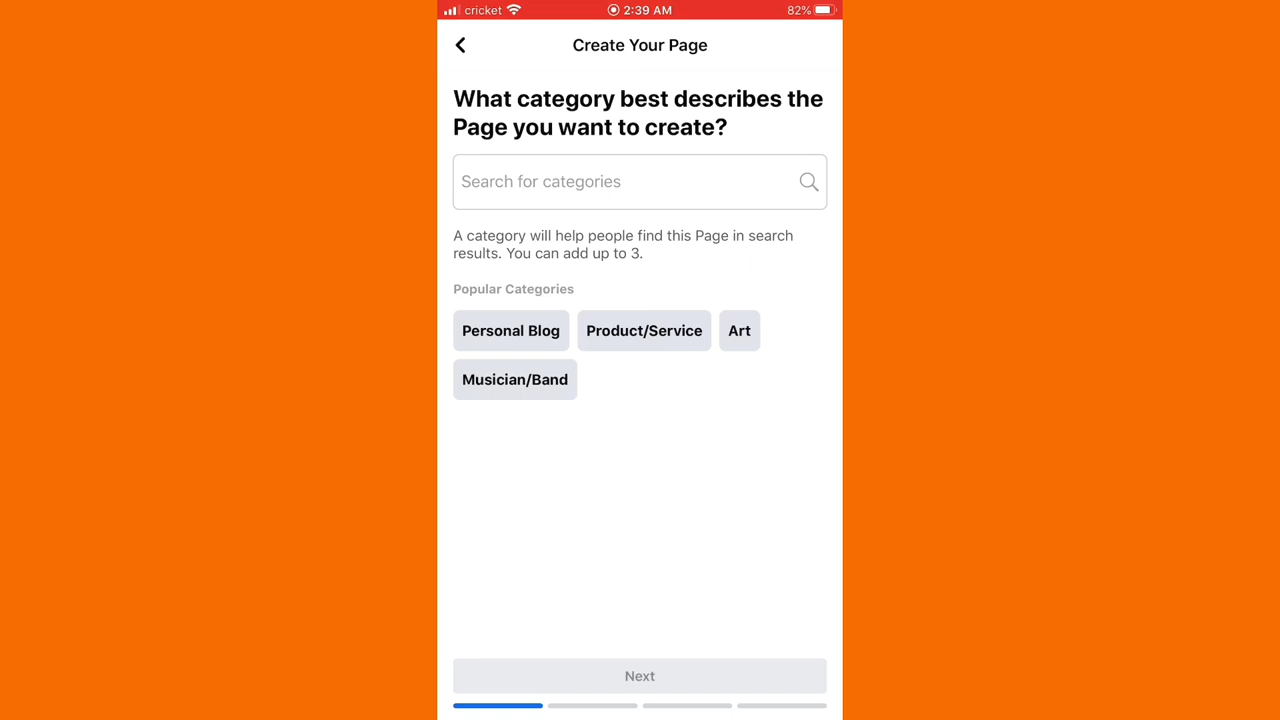 cricket 2:39 AM 82%
Create Your Page
What category best describes the
Page you want to create?
Search for categories
A category will help people find this Page in search
results. You can add up to 3.
Popular Categories
Personal Blog Product/Service Art
Musician/Band
Next